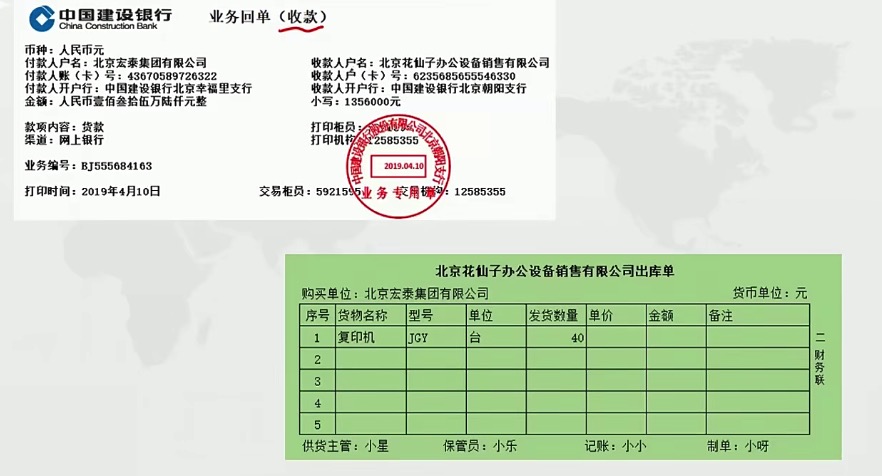 中国建设银行
China Construction Bank
业务回单（收款）
币种：人民币元
付款人户名：北京宏泰集团有限公司 收款人户名：北京花仙子办公设备销售有限公司
付款人账（卡）号：43670589726322 收款人户（卡）号：6235685655546330
付款人开户行：中国建设银行北京幸福里支行 收款人开户行：中国建设银行北京朝阳支行
金额：人民币壹佰叁拾伍万陆仟元整 小写：1356000元
款项内容：货款 打印柜员：
渠道：网上银行 打印机构：12585355
业务编号：BJ555684163
打印时间：2019年4月10日 交易柜员：5921595 交易机构：12585355
中国建设银行股份有限公司北京朝阳支行
2019.04.10
业务专用章
北京花仙子办公设备销售有限公司出库单
购买单位：北京宏泰集团有限公司 货币单位：元
序号 货物名称 型号 单位 发货数量 单价 金额 备注
1 复印机 JGY 台 40
2
3
4
5
二 财务联
供货主管：小星 保管员：小乐 记账：小小 制单：小呀